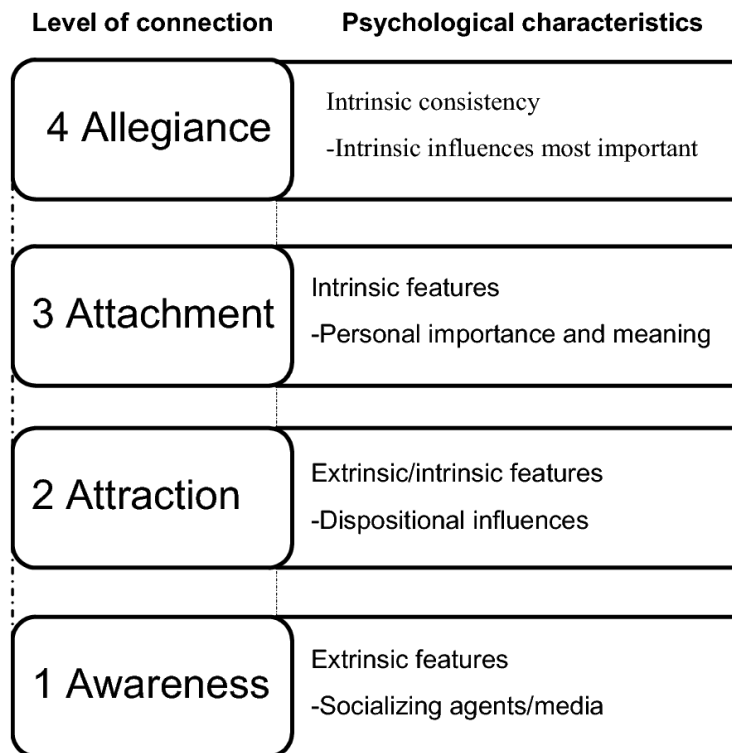 Level of connection
Psychological characteristics
4 Allegiance
Intrinsic consistency
-Intrinsic influences most important
3 Attachment
Intrinsic features
-Personal importance and meaning
2 Attraction
Extrinsic/intrinsic features
-Dispositional influences
1 Awareness
Extrinsic features
-Socializing agents/media